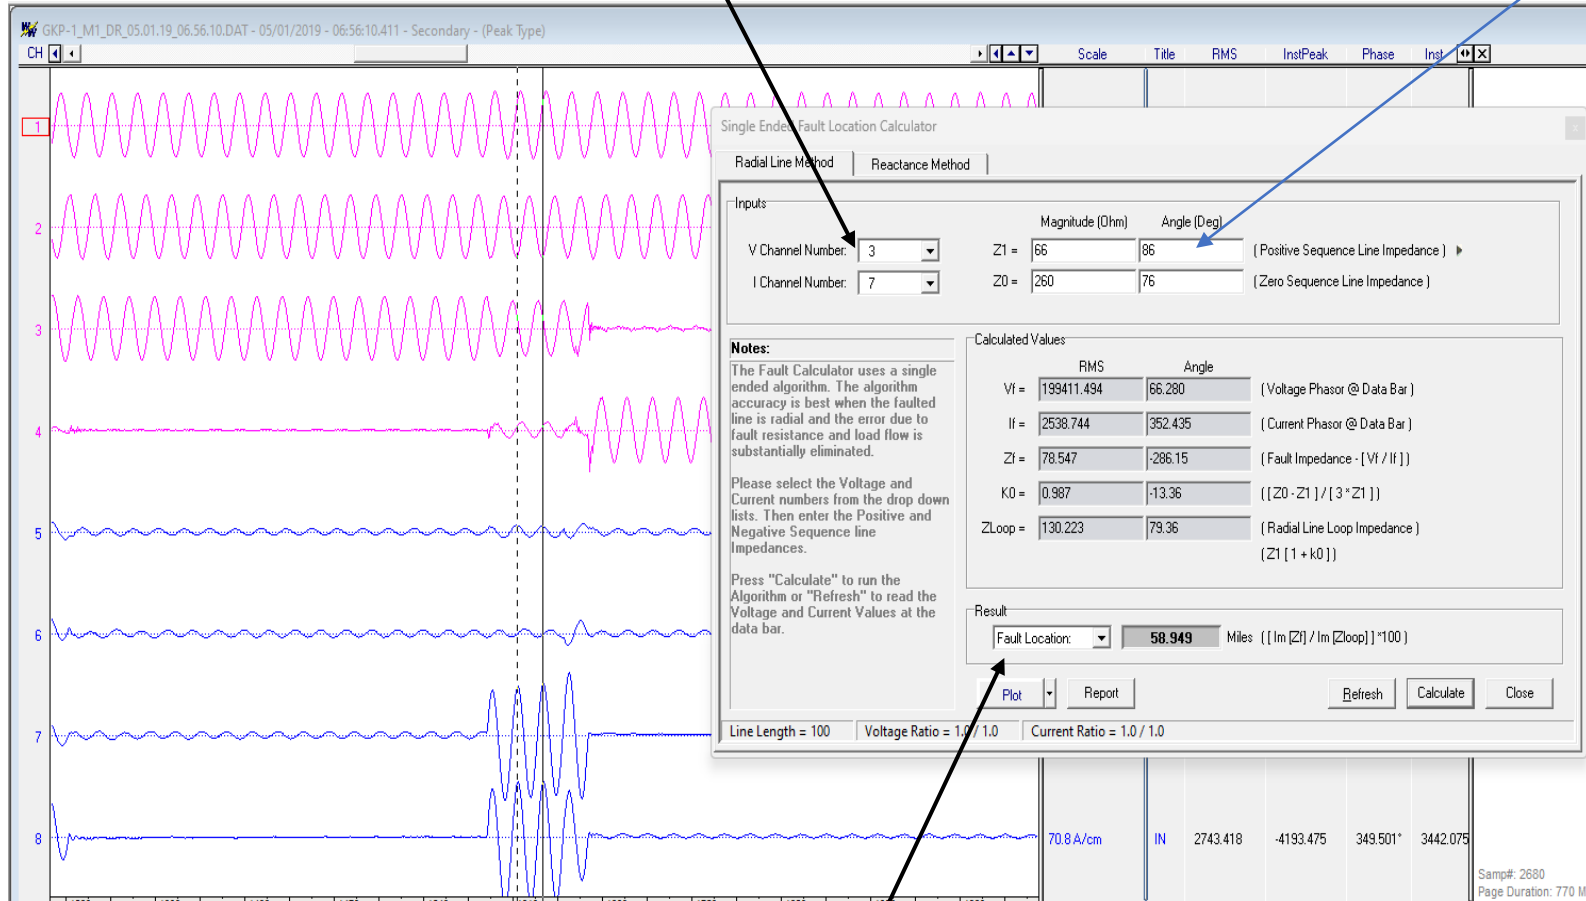 GKP-1_M1_DR_05.01.19_06.56.10.DAT - 05/01/2019 - 06:56:10.411 - Secondary - (Peak Type)
CH
Scale Title RMS InstPeak Phase Inst
1
2
3
4
5
6
7
8
Single Ended Fault Location Calculator
x
Radial Line Method Reactance Method
Inputs
Magnitude (Ohm) Angle (Deg)
V Channel Number: 3 Z1 = 66 86 ( Positive Sequence Line Impedance )
I Channel Number: 7 Z0 = 260 76 ( Zero Sequence Line Impedance )
Notes:
The Fault Calculator uses a single
ended algorithm. The algorithm
accuracy is best when the faulted
line is radial and the error due to
fault resistance and load flow is
substantially eliminated.
Please select the Voltage and
Current numbers from the drop down
lists. Then enter the Positive and
Negative Sequence line
Impedances.
Press "Calculate" to run the
Algorithm or "Refresh" to read the
Voltage and Current Values at the
data bar.
Calculated Values
RMS Angle
Vf = 199411.494 66.280 ( Voltage Phasor @ Data Bar )
If = 2538.744 352.435 ( Current Phasor @ Data Bar )
Zf = 78.547 -286.15 ( Fault Impedance - [ Vf / If ] )
K0 = 0.987 -13.36 ( [ Z0 - Z1 ] / [ 3 * Z1 ] )
ZLoop = 130.223 79.36 ( Radial Line Loop Impedance )
( Z1 [ 1 + k0 ] )
Result
Fault Location: 58.949 Miles ( [ Im [Zf] / Im [Zloop] ] *100 )
Plot Report Refresh Calculate Close
Line Length = 100 Voltage Ratio = 1.0 / 1.0 Current Ratio = 1.0 / 1.0
70.8 A/cm IN 2743.418 -4193.475 349.501° 3442.075
Samp#: 2680
Page Duration: 770 M